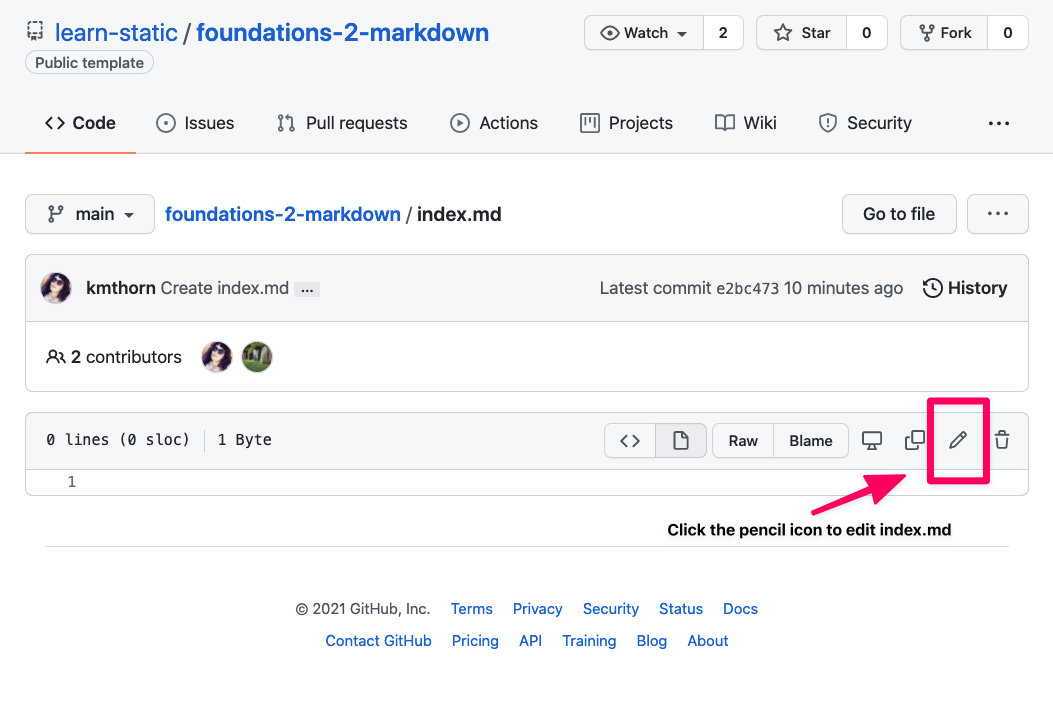 learn-static / foundations-2-markdown
Watch 2 Star 0 Fork 0
Public template
Code Issues Pull requests Actions Projects Wiki Security ...
main foundations-2-markdown / index.md Go to file ...
kmthorn Create index.md ... Latest commit e2bc473 10 minutes ago History
2 contributors
0 lines (0 sloc) 1 Byte Raw Blame
1
Click the pencil icon to edit index.md
© 2021 GitHub, Inc. Terms Privacy Security Status Docs
Contact GitHub Pricing API Training Blog About